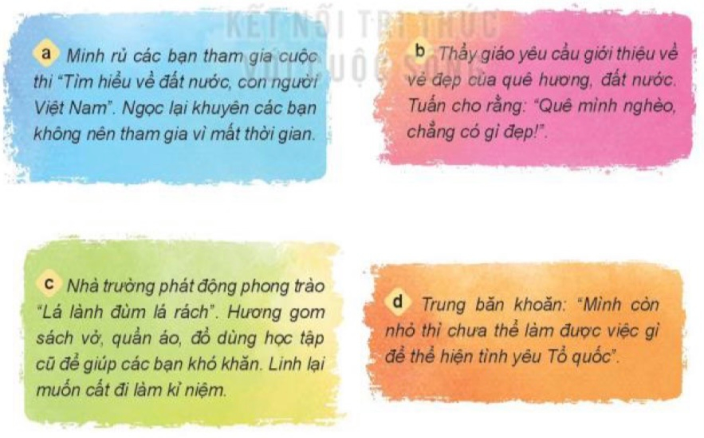 KẾT NỐI TRI THỨC
VỚI CUỘC SỐNG
a Minh rủ các bạn tham gia cuộc
thi “Tìm hiểu về đất nước, con người
Việt Nam”. Ngọc lại khuyên các bạn
không nên tham gia vì mất thời gian.
b Thầy giáo yêu cầu giới thiệu về
vẻ đẹp của quê hương, đất nước.
Tuấn cho rằng: “Quê mình nghèo,
chẳng có gì đẹp!”.
c Nhà trường phát động phong trào
“Lá lành đùm lá rách”. Hương gom
sách vở, quần áo, đồ dùng học tập
cũ để giúp các bạn khó khăn. Linh lại
muốn cất đi làm kỉ niệm.
d Trung băn khoăn: “Mình còn
nhỏ thì chưa thể làm được việc gì
để thể hiện tình yêu Tổ quốc”.